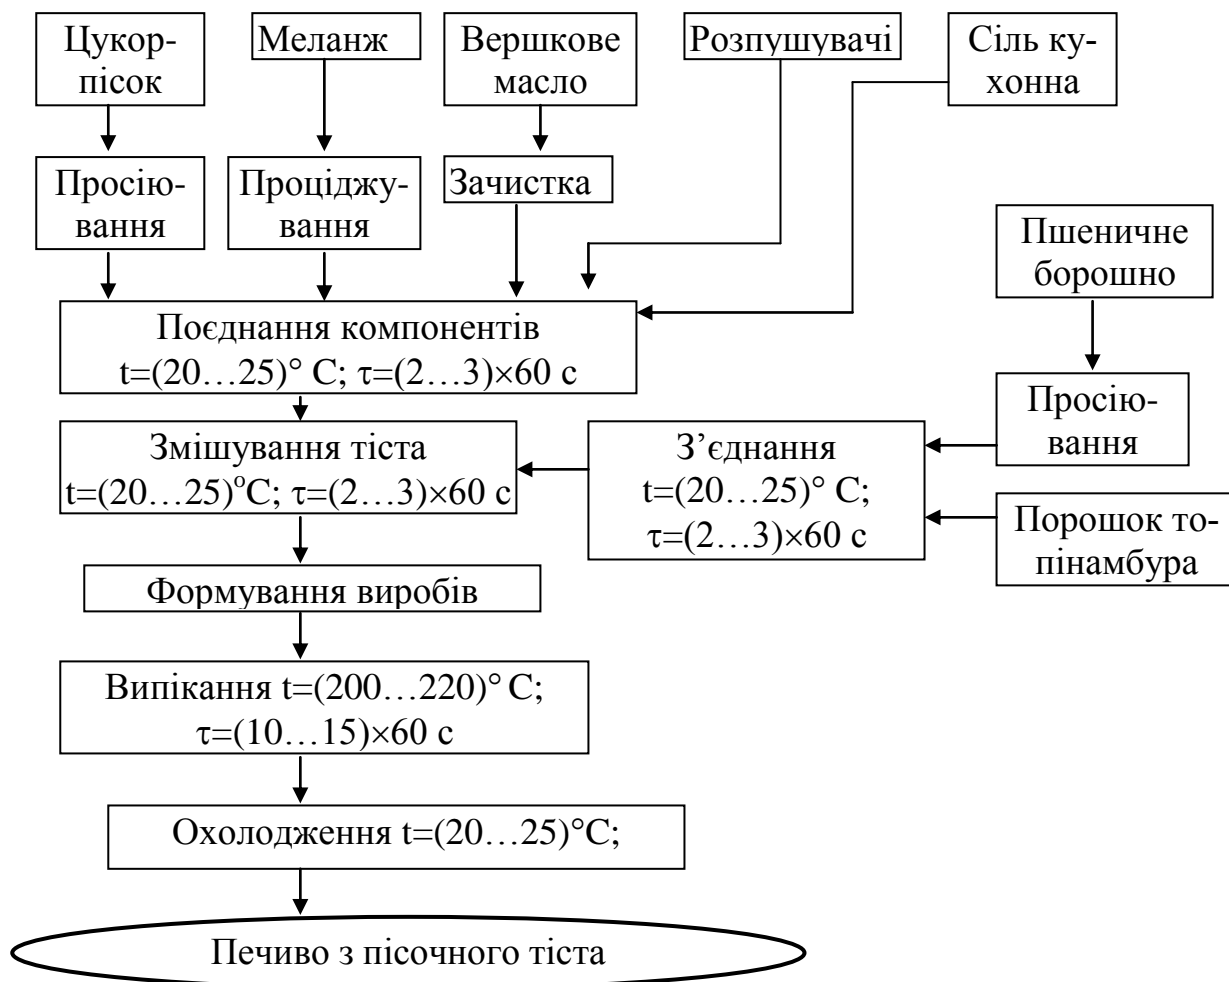 Цукор-
пісок
Меланж
Вершкове
масло
Розпушувачі
Сіль ку-
хонна
Просію-
вання
Проціджу-
вання
Зачистка
Пшеничне
борошно
Поєднання компонентів
t=(20…25)° С; τ=(2…3)×60 с
Просію-
вання
Змішування тіста
t=(20…25)°С; τ=(2…3)×60 с
З’єднання
t=(20…25)° С;
τ=(2…3)×60 с
Порошок то-
пінамбура
Формування виробів
Випікання t=(200…220)° С;
τ=(10…15)×60 с
Охолодження t=(20…25)°С;
Печиво з пісочного тіста